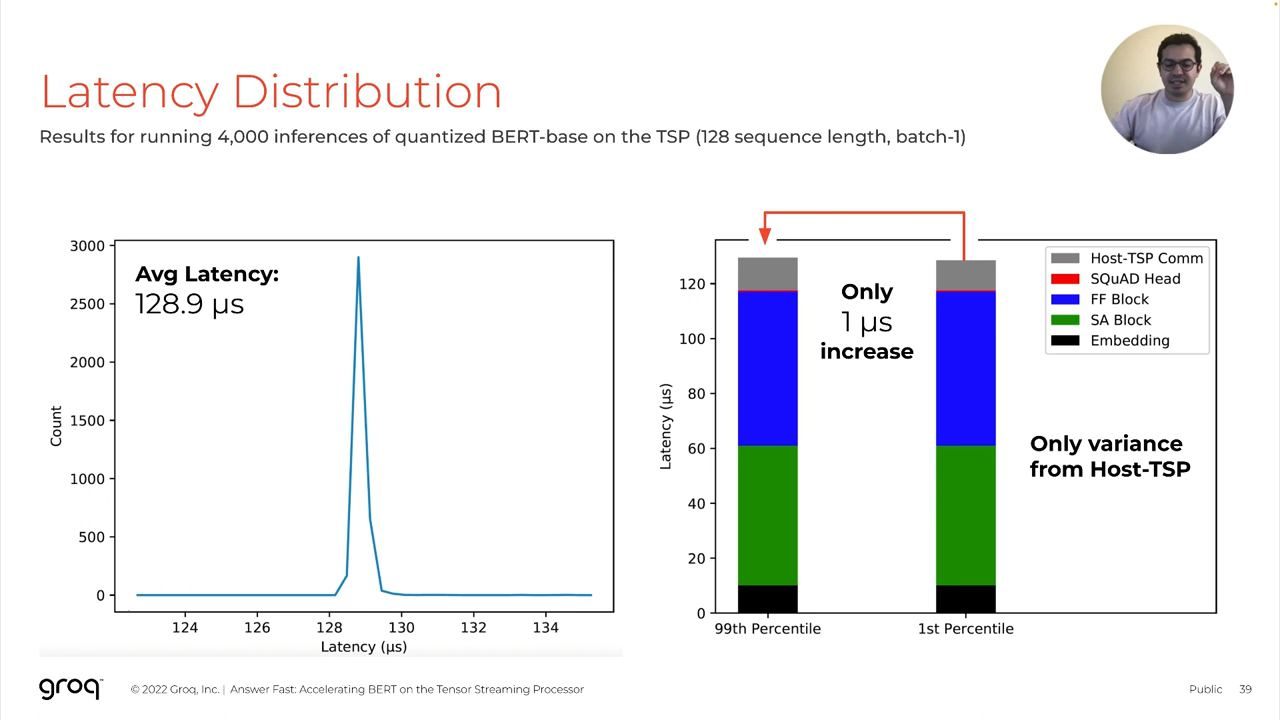 Latency Distribution
Results for running 4,000 inferences of quantized BERT-base on the TSP (128 sequence length, batch-1)
3000
2500
2000
1500
1000
500
0
Count
Avg Latency:
128.9 µs
124 126 128 130 132 134
Latency (µs)
120
100
80
60
40
20
0
Latency (µs)
Only
1 µs
increase
Host-TSP Comm
SQuAD Head
FF Block
SA Block
Embedding
Only variance
from Host-TSP
99th Percentile 1st Percentile
groq™ © 2022 Groq, Inc. | Answer Fast: Accelerating BERT on the Tensor Streaming Processor Public 39